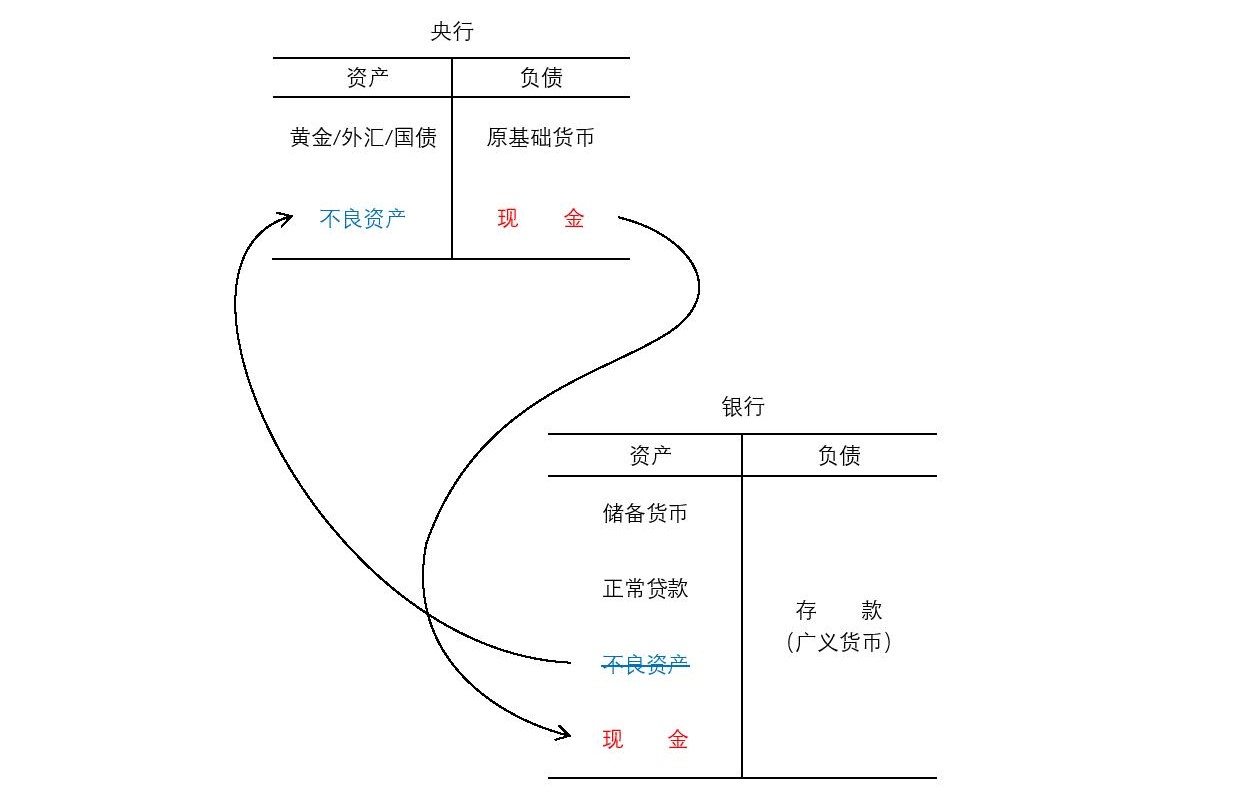 央行
资产 负债
黄金/外汇/国债 原基础货币
不良资产 现 金
银行
资产 负债
储备货币
正常贷款
存 款
(广义货币)
不良资产
现 金